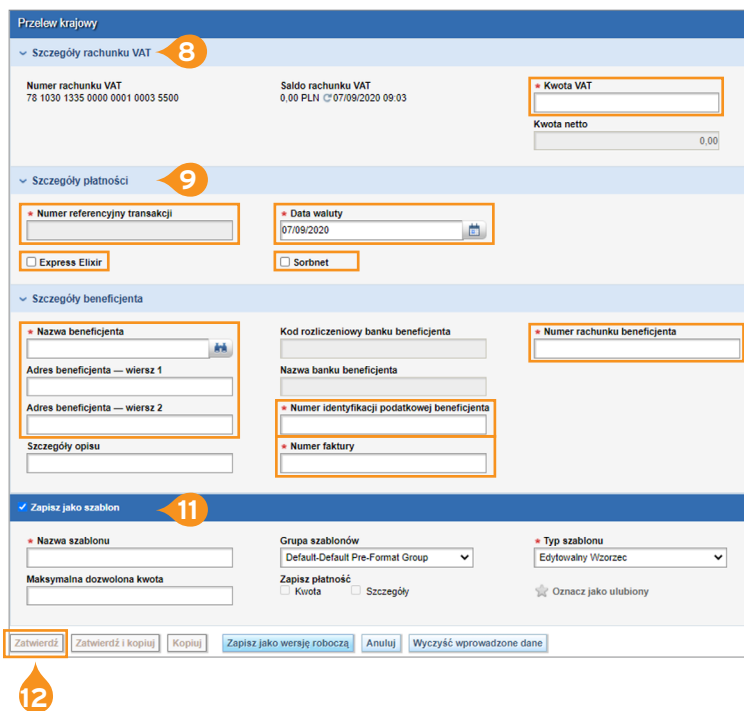 Przelew krajowy
Szczegóły rachunku VAT
8
Numer rachunku VAT
78 1030 1335 0000 0001 0003 5500
Saldo rachunku VAT
0,00 PLN 07/09/2020 09:03
* Kwota VAT
Kwota netto
0,00
Szczegóły płatności
9
* Numer referencyjny transakcji
* Data waluty
07/09/2020
Express Elixir
Sorbnet
Szczegóły beneficjenta
* Nazwa beneficjenta
Kod rozliczeniowy banku beneficjenta
* Numer rachunku beneficjenta
Adres beneficjenta — wiersz 1
Nazwa banku beneficjenta
Adres beneficjenta — wiersz 2
* Numer identyfikacji podatkowej beneficjenta
Szczegóły opisu
* Numer faktury
Zapisz jako szablon
11
* Nazwa szablonu
Grupa szablonów
Default-Default Pre-Format Group
* Typ szablonu
Edytowalny Wzorzec
Maksymalna dozwolona kwota
Zapisz płatność
Kwota Szczegóły
Oznacz jako ulubiony
Zatwierdź Zatwierdź i kopiuj Kopiuj Zapisz jako wersję roboczą Anuluj Wyczyść wprowadzone dane
12